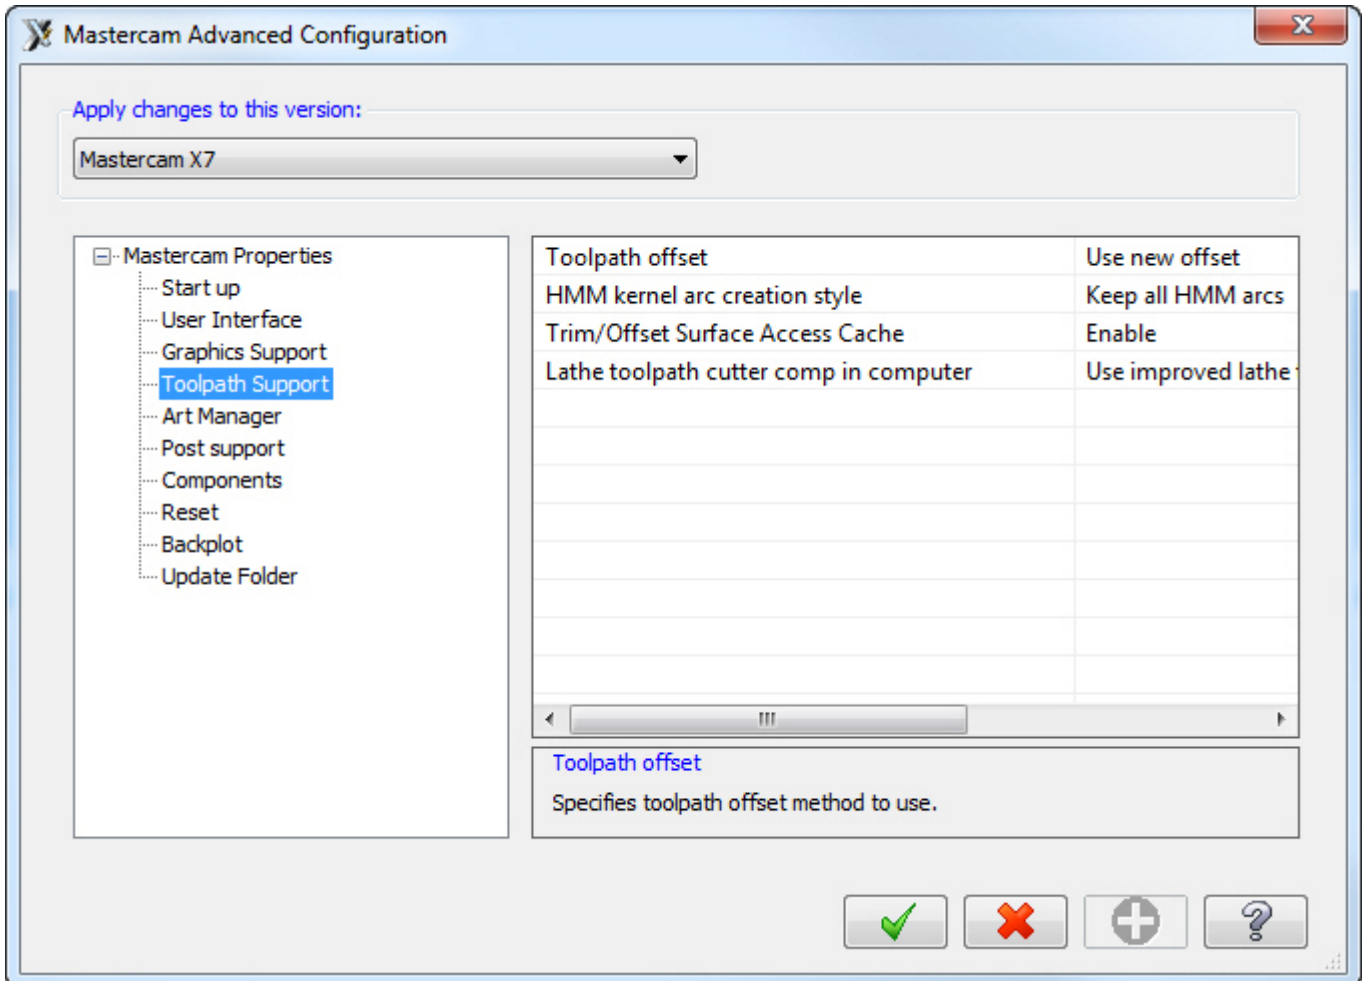 Mastercam Advanced Configuration
Apply changes to this version:
Mastercam X7
Mastercam Properties
Start up
User Interface
Graphics Support
Toolpath Support
Art Manager
Post support
Components
Reset
Backplot
Update Folder
Toolpath offset Use new offset
HMM kernel arc creation style Keep all HMM arcs
Trim/Offset Surface Access Cache Enable
Lathe toolpath cutter comp in computer Use improved lathe
Toolpath offset
Specifies toolpath offset method to use.